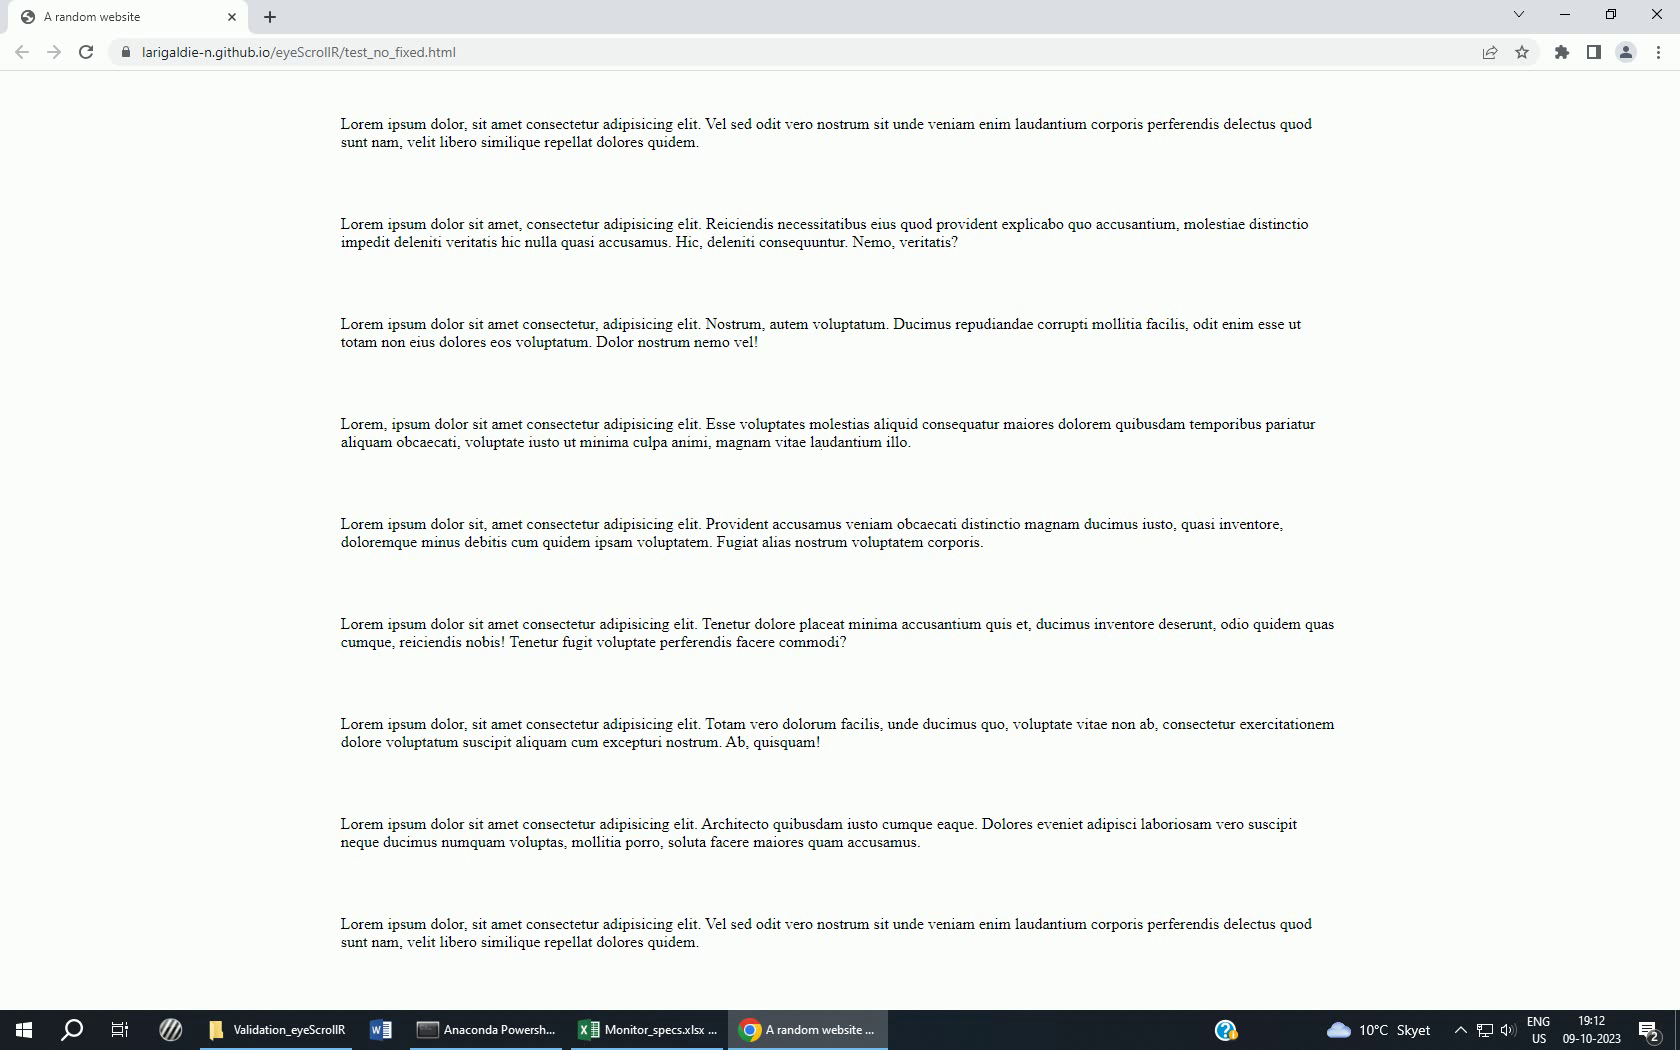 A random website
larigaldie-n.github.io/eyeScrollR/test_no_fixed.html
Lorem ipsum dolor, sit amet consectetur adipisicing elit. Vel sed odit vero nostrum sit unde veniam enim laudantium corporis perferendis delectus quod
sunt nam, velit libero similique repellat dolores quidem.
Lorem ipsum dolor sit amet, consectetur adipisicing elit. Reiciendis necessitatibus eius quod provident explicabo quo accusantium, molestiae distinctio
impedit deleniti veritatis hic nulla quasi accusamus. Hic, deleniti consequuntur. Nemo, veritatis?
Lorem ipsum dolor sit amet consectetur, adipisicing elit. Nostrum, autem voluptatum. Ducimus repudiandae corrupti mollitia facilis, odit enim esse ut
totam non eius dolores eos voluptatum. Dolor nostrum nemo vel!
Lorem, ipsum dolor sit amet consectetur adipisicing elit. Esse voluptates molestias aliquid consequatur maiores dolorem quibusdam temporibus pariatur
aliquam obcaecati, voluptate iusto ut minima culpa animi, magnam vitae laudantium illo.
Lorem ipsum dolor sit, amet consectetur adipisicing elit. Provident accusamus veniam obcaecati distinctio magnam ducimus iusto, quasi inventore,
doloremque minus debitis cum quidem ipsam voluptatem. Fugiat alias nostrum voluptatem corporis.
Lorem ipsum dolor sit amet consectetur adipisicing elit. Tenetur dolore placeat minima accusantium quis et, ducimus inventore deserunt, odio quidem quas
cumque, reiciendis nobis! Tenetur fugit voluptate perferendis facere commodi?
Lorem ipsum dolor, sit amet consectetur adipisicing elit. Totam vero dolorum facilis, unde ducimus quo, voluptate vitae non ab, consectetur exercitationem
dolore voluptatum suscipit aliquam cum excepturi nostrum. Ab, quisquam!
Lorem ipsum dolor sit amet consectetur adipisicing elit. Architecto quibusdam iusto cumque eaque. Dolores eveniet adipisci laboriosam vero suscipit
neque ducimus numquam voluptas, mollitia porro, soluta facere maiores quam accusamus.
Lorem ipsum dolor, sit amet consectetur adipisicing elit. Vel sed odit vero nostrum sit unde veniam enim laudantium corporis perferendis delectus quod
sunt nam, velit libero similique repellat dolores quidem.
Validation_eyeScrollR
Anaconda Powersh...
Monitor_specs.xlsx ...
A random website ...
10°C Skyet
ENG
US
19:12
09-10-2023
2